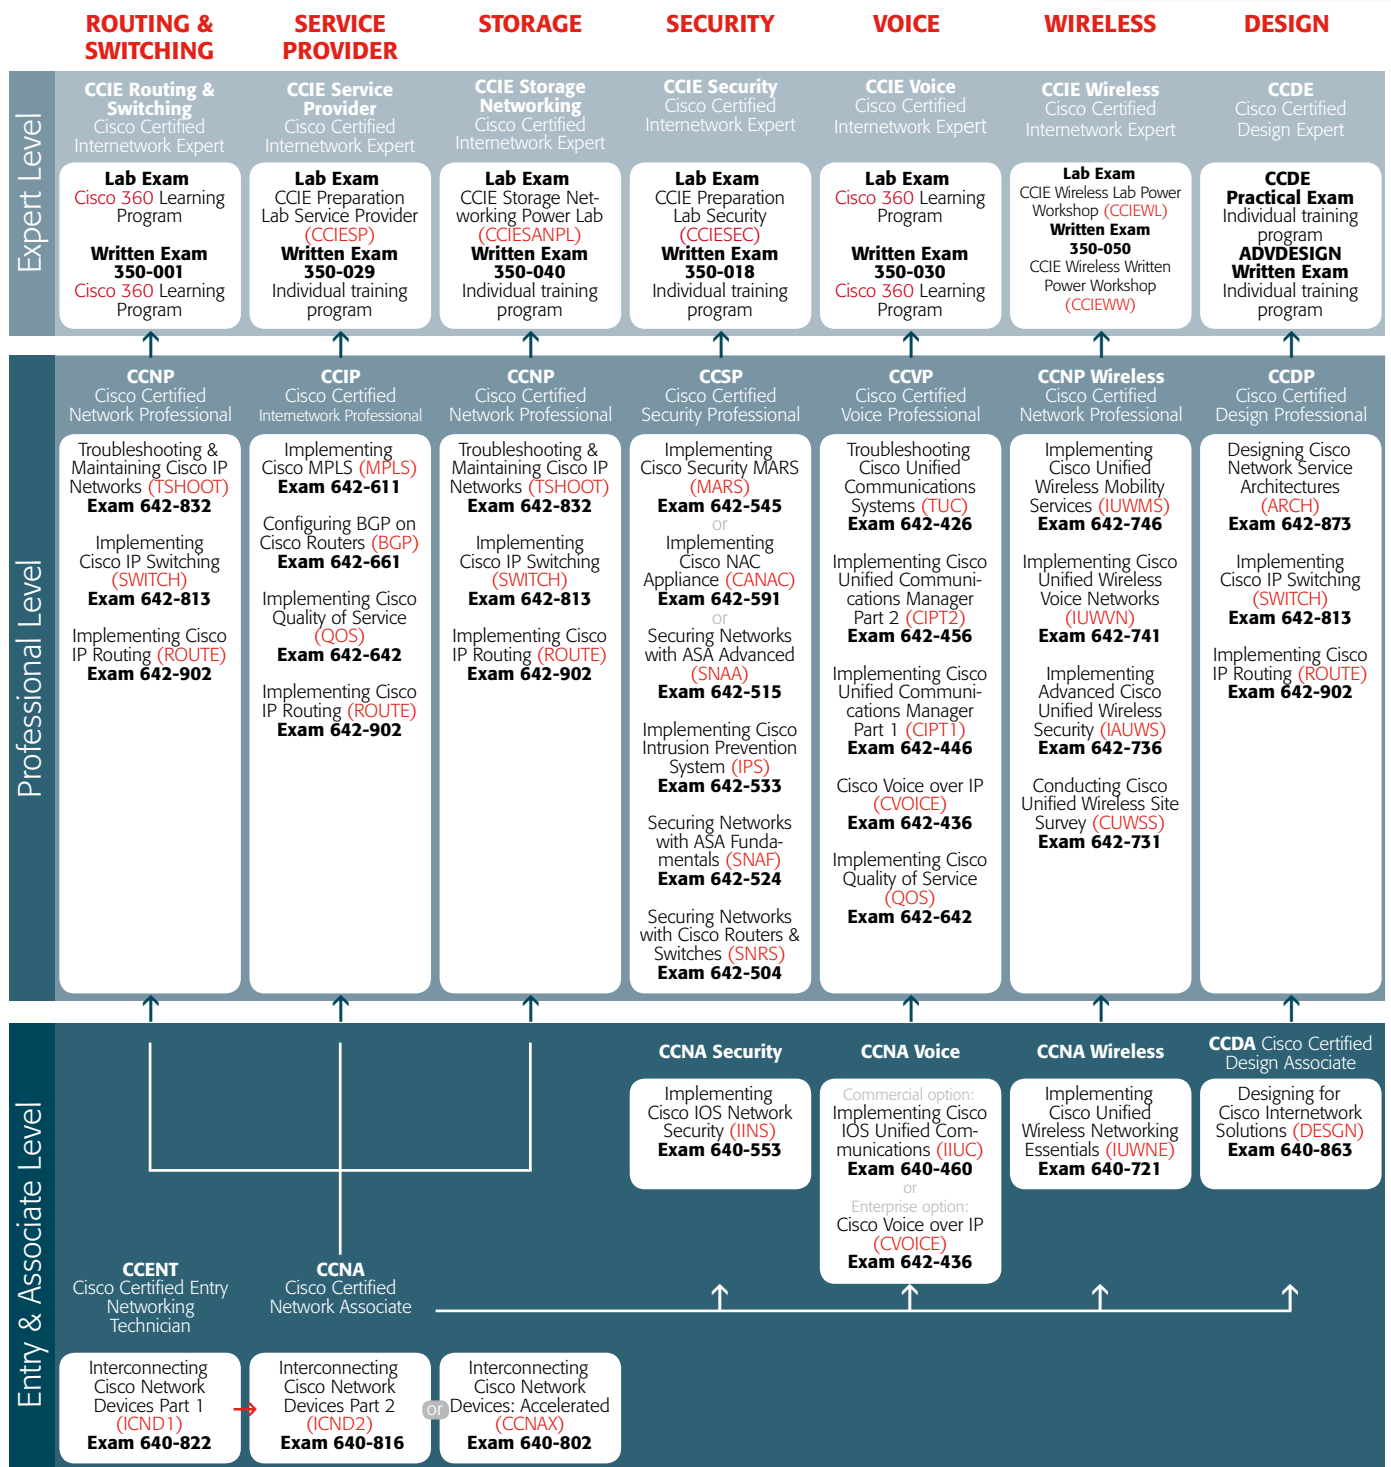 ROUTING &
SWITCHING
SERVICE
PROVIDER
STORAGE
SECURITY
VOICE
WIRELESS
DESIGN
Expert Level
CCIE Routing &
Switching
Cisco Certified
Internetwork Expert
Lab Exam
Cisco 360 Learning
Program
Written Exam
350-001
Cisco 360 Learning
Program
CCIE Service
Provider
Cisco Certified
Internetwork Expert
Lab Exam
CCIE Preparation
Lab Service Provider
(CCIESP)
Written Exam
350-029
Individual training
program
CCIE Storage
Networking
Cisco Certified
Internetwork Expert
Lab Exam
CCIE Storage Net-
working Power Lab
(CCIESANPL)
Written Exam
350-040
Individual training
program
CCIE Security
Cisco Certified
Internetwork Expert
Lab Exam
CCIE Preparation
Lab Security
(CCIESEC)
Written Exam
350-018
Individual training
program
CCIE Voice
Cisco Certified
Internetwork Expert
Lab Exam
Cisco 360 Learning
Program
Written Exam
350-030
Cisco 360 Learning
Program
CCIE Wireless
Cisco Certified
Internetwork Expert
Lab Exam
CCIE Wireless Lab Power
Workshop (CCIEWL)
Written Exam
350-050
CCIE Wireless Written
Power Workshop
(CCIEWW)
CCDE
Cisco Certified
Design Expert
CCDE
Practical Exam
Individual training
program
ADVDESIGN
Written Exam
Individual training
program
Professional Level
CCNP
Cisco Certified
Network Professional
Troubleshooting &
Maintaining Cisco IP
Networks (TSHOOT)
Exam 642-832
Implementing
Cisco IP Switching
(SWITCH)
Exam 642-813
Implementing Cisco
IP Routing (ROUTE)
Exam 642-902
CCIP
Cisco Certified
Internetwork Professional
Implementing
Cisco MPLS (MPLS)
Exam 642-611
Configuring BGP on
Cisco Routers (BGP)
Exam 642-661
Implementing Cisco
Quality of Service
(QOS)
Exam 642-642
Implementing Cisco
IP Routing (ROUTE)
Exam 642-902
CCNP
Cisco Certified
Network Professional
Troubleshooting &
Maintaining Cisco IP
Networks (TSHOOT)
Exam 642-832
Implementing
Cisco IP Switching
(SWITCH)
Exam 642-813
Implementing Cisco
IP Routing (ROUTE)
Exam 642-902
CCSP
Cisco Certified
Security Professional
Implementing
Cisco Security MARS
(MARS)
Exam 642-545
or
Implementing
Cisco NAC
Appliance (CANAC)
Exam 642-591
or
Securing Networks
with ASA Advanced
(SNAA)
Exam 642-515
Implementing Cisco
Intrusion Prevention
System (IPS)
Exam 642-533
Securing Networks
with ASA Funda-
mentals (SNAF)
Exam 642-524
Securing Networks
with Cisco Routers &
Switches (SNRS)
Exam 642-504
CCVP
Cisco Certified
Voice Professional
Troubleshooting
Cisco Unified
Communications
Systems (TUC)
Exam 642-426
Implementing Cisco
Unified Communi-
cations Manager
Part 2 (CIPT2)
Exam 642-456
Implementing Cisco
Unified Communi-
cations Manager
Part 1 (CIPT1)
Exam 642-446
Cisco Voice over IP
(CVOICE)
Exam 642-436
Implementing Cisco
Quality of Service
(QOS)
Exam 642-642
CCNP Wireless
Cisco Certified
Network Professional
Implementing
Cisco Unified
Wireless Mobility
Services (IUWMS)
Exam 642-746
Implementing Cisco
Unified Wireless
Voice Networks
(IUWVN)
Exam 642-741
Implementing
Advanced Cisco
Unified Wireless
Security (IAUWS)
Exam 642-736
Conducting Cisco
Unified Wireless Site
Survey (CUWSS)
Exam 642-731
CCDP
Cisco Certified
Design Professional
Designing Cisco
Network Service
Architectures
(ARCH)
Exam 642-873
Implementing
Cisco IP Switching
(SWITCH)
Exam 642-813
Implementing Cisco
IP Routing (ROUTE)
Exam 642-902
Entry & Associate Level
CCNA Security
Implementing
Cisco IOS Network
Security (IINS)
Exam 640-553
CCNA Voice
Commercial option:
Implementing Cisco
IOS Unified Com-
munications (IIUC)
Exam 640-460
or
Enterprise option:
Cisco Voice over IP
(CVOICE)
Exam 642-436
CCNA Wireless
Implementing
Cisco Unified
Wireless Networking
Essentials (IUWNE)
Exam 640-721
CCDA Cisco Certified
Design Associate
Designing for
Cisco Internetwork
Solutions (DESGN)
Exam 640-863
CCENT
Cisco Certified Entry
Networking
Technician
Interconnecting
Cisco Network
Devices Part 1
(ICND1)
Exam 640-822
CCNA
Cisco Certified
Network Associate
Interconnecting
Cisco Network
Devices Part 2
(ICND2)
Exam 640-816
or
Interconnecting
Cisco Network
Devices: Accelerated
(CCNAX)
Exam 640-802